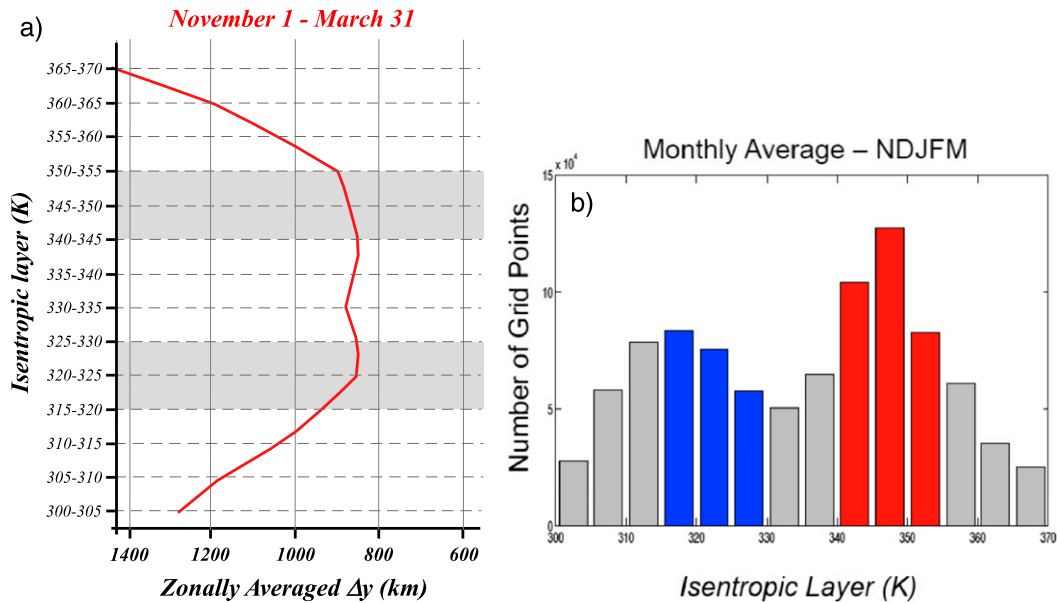 a)
November 1 - March 31
Isentropic layer (K)
365-370
360-365
355-360
350-355
345-350
340-345
335-340
330-335
325-330
320-325
315-320
310-315
305-310
300-305
1400 1200 1000 800 600
Zonally Averaged Δy (km)
Monthly Average – NDJFM
x 10⁴
b)
Number of Grid Points
15
10
5
0
300 310 320 330 340 350 360 370
Isentropic Layer (K)